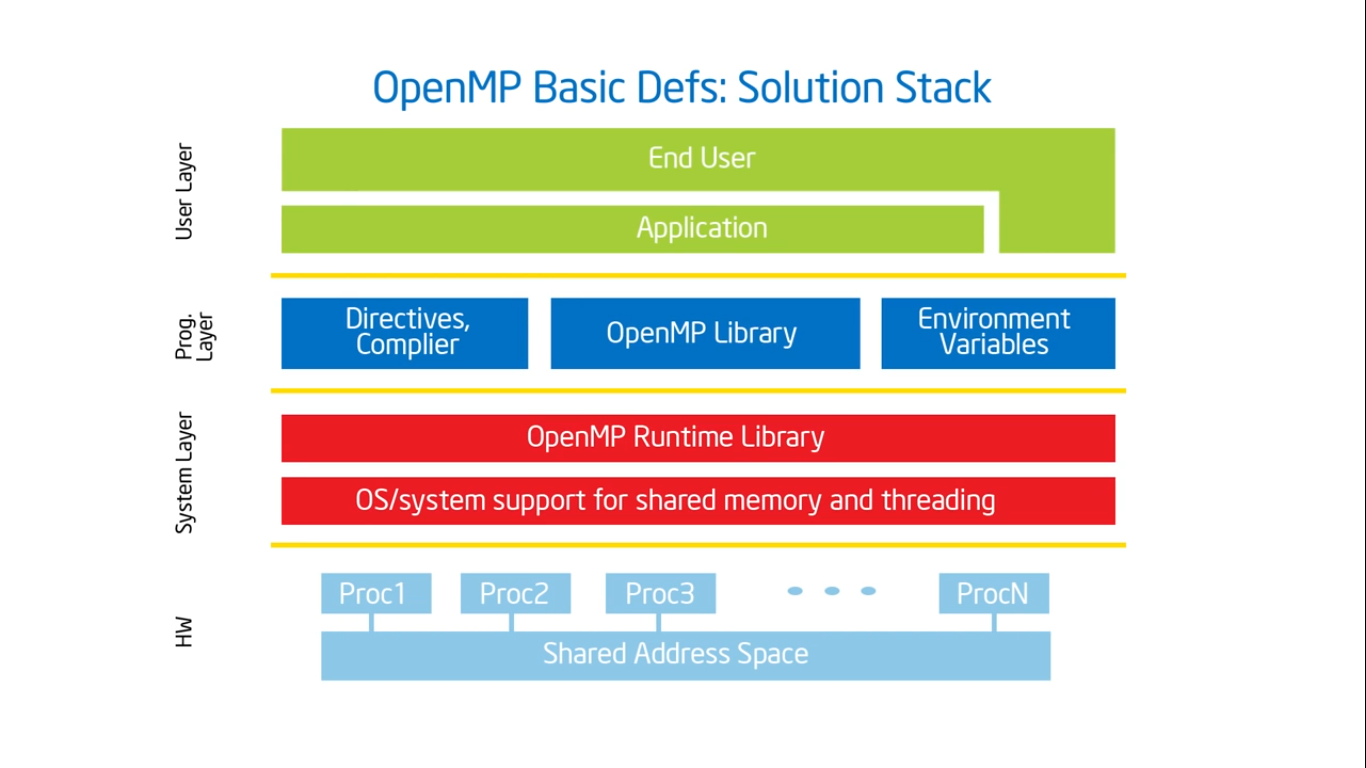 OpenMP Basic Defs: Solution Stack
User Layer
End User
Application
Prog.
Layer
Directives,
Complier
OpenMP Library
Environment
Variables
System Layer
OpenMP Runtime Library
OS/system support for shared memory and threading
HW
Proc1
Proc2
Proc3
ProcN
Shared Address Space